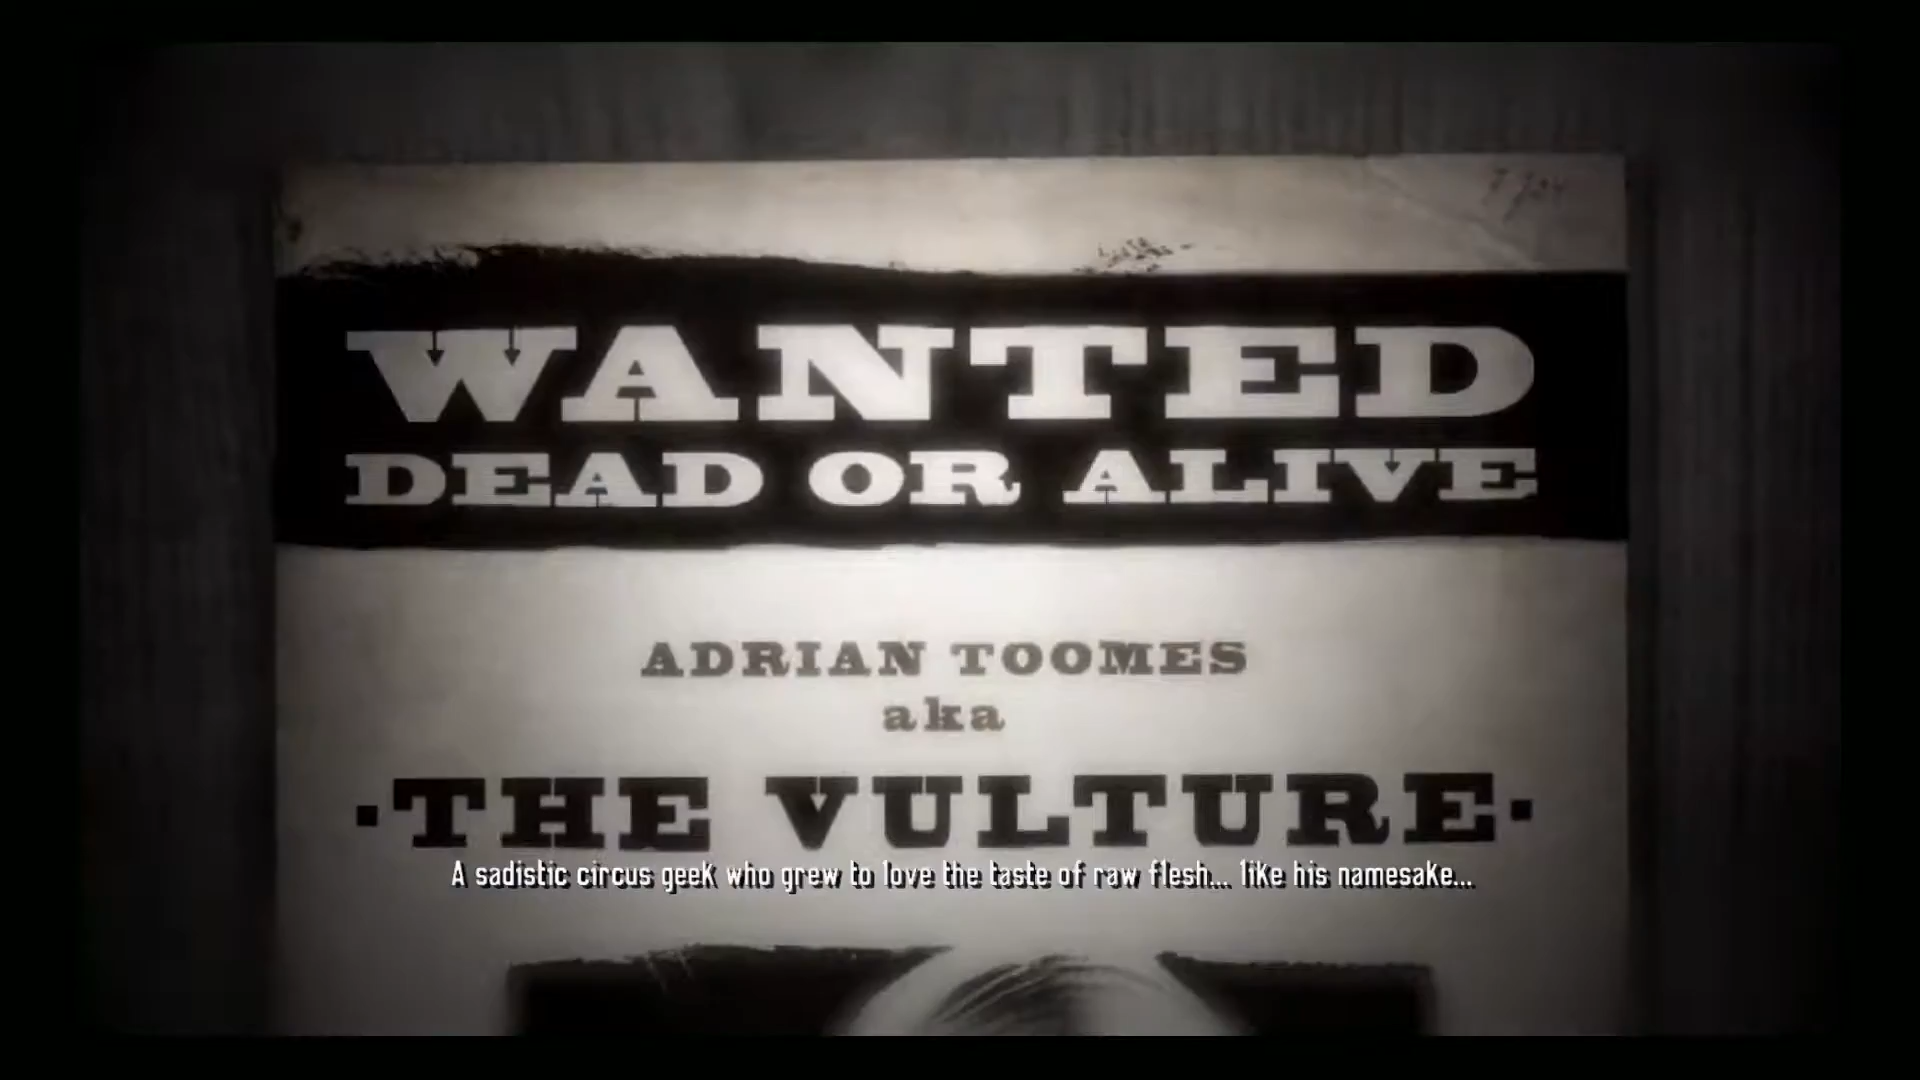 WANTED
DEAD OR ALIVE
ADRIAN TOOMES
aka
·THE VULTURE·
A sadistic circus geek who grew to love the taste of raw flesh... like his namesake...